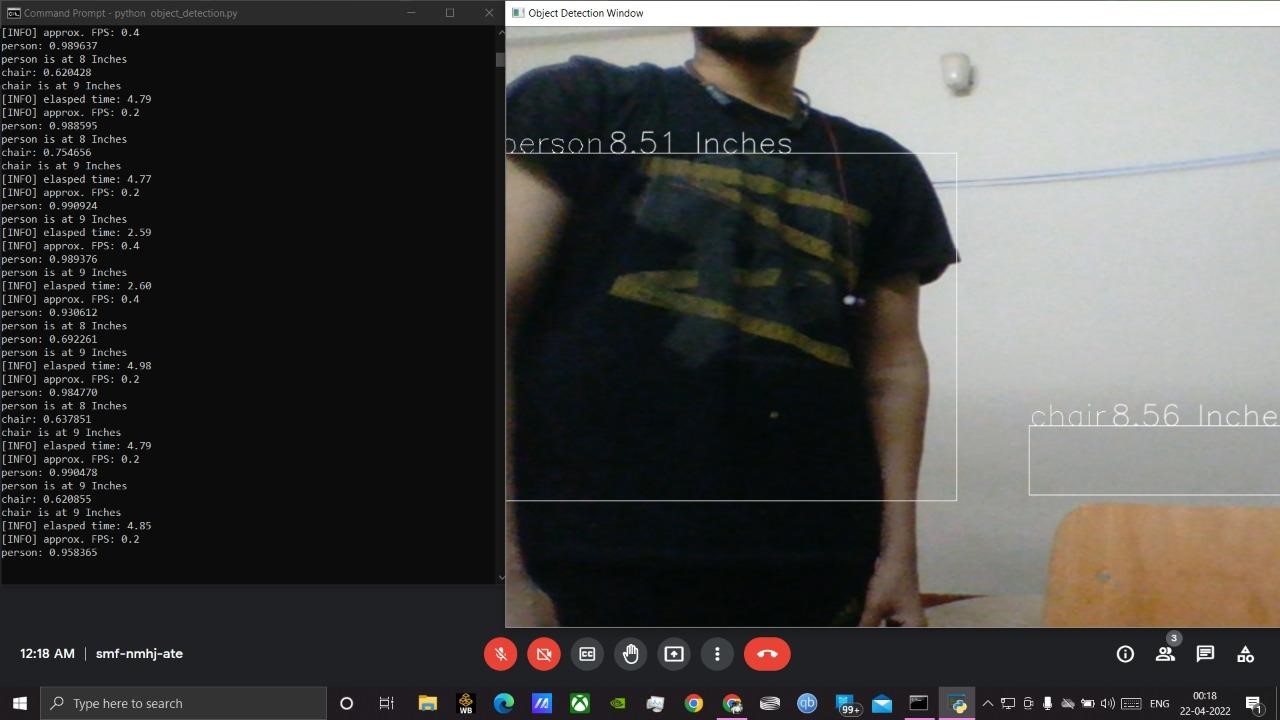 Command Prompt - python  object_detection.py
[INFO] approx. FPS: 0.4
person: 0.989637
person is at 8 Inches
chair: 0.620428
chair is at 9 Inches
[INFO] elasped time: 4.79
[INFO] approx. FPS: 0.2
person: 0.988595
person is at 8 Inches
chair: 0.754656
chair is at 9 Inches
[INFO] elasped time: 4.77
[INFO] approx. FPS: 0.2
person: 0.990924
person is at 9 Inches
[INFO] elasped time: 2.59
[INFO] approx. FPS: 0.4
person: 0.989376
person is at 9 Inches
[INFO] elasped time: 2.60
[INFO] approx. FPS: 0.4
person: 0.930612
person is at 8 Inches
person: 0.692261
person is at 9 Inches
[INFO] elasped time: 4.98
[INFO] approx. FPS: 0.2
person: 0.984770
person is at 8 Inches
chair: 0.637851
chair is at 9 Inches
[INFO] elasped time: 4.79
[INFO] approx. FPS: 0.2
person: 0.990478
person is at 9 Inches
chair: 0.620855
chair is at 9 Inches
[INFO] elasped time: 4.85
[INFO] approx. FPS: 0.2
person: 0.958365
Object Detection Window
person 8.51 Inches
chair 8.56 Inche
12:18 AM | smf-nmhj-ate
CC
3
Type here to search
WB
qb
99+
ENG
00:18
22-04-2022
1